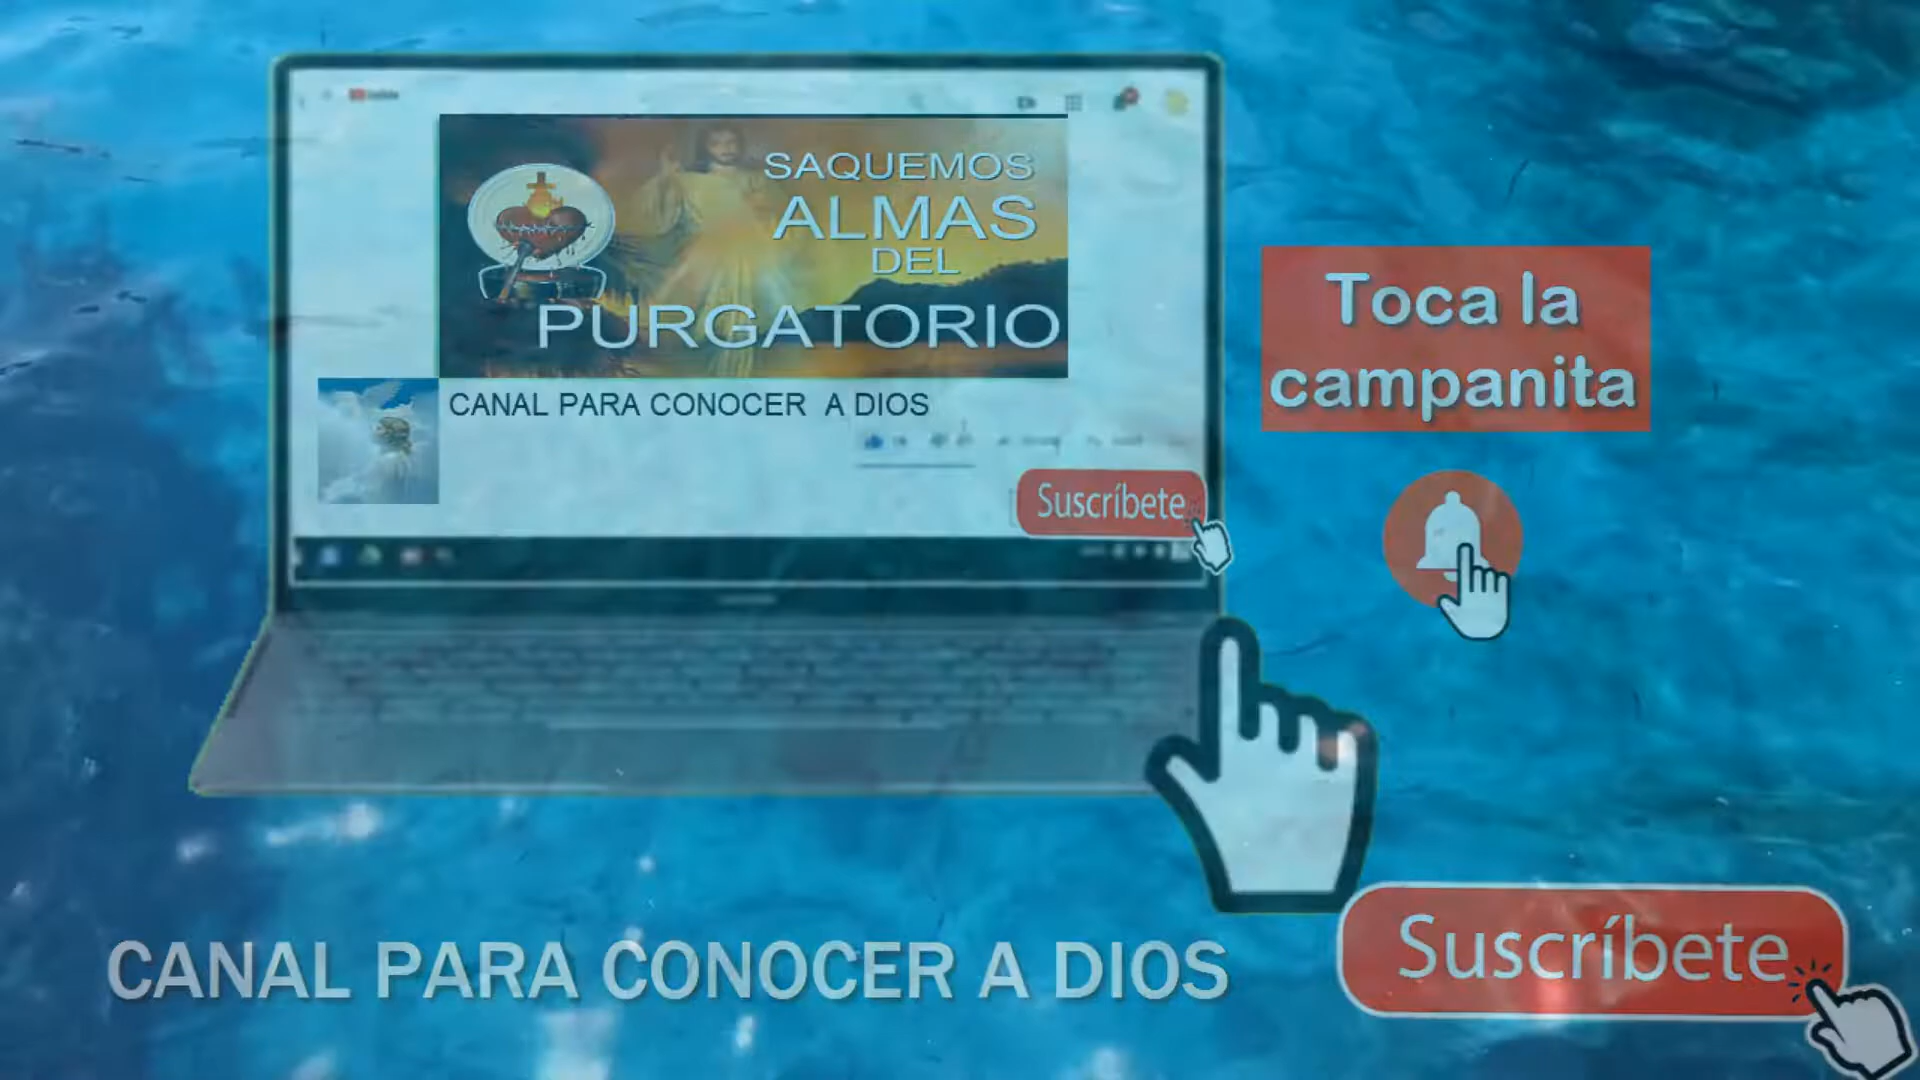 SAQUEMOS
ALMAS
DEL
PURGATORIO
CANAL PARA CONOCER A DIOS
Suscríbete
Toca la
campanita
CANAL PARA CONOCER A DIOS
Suscríbete